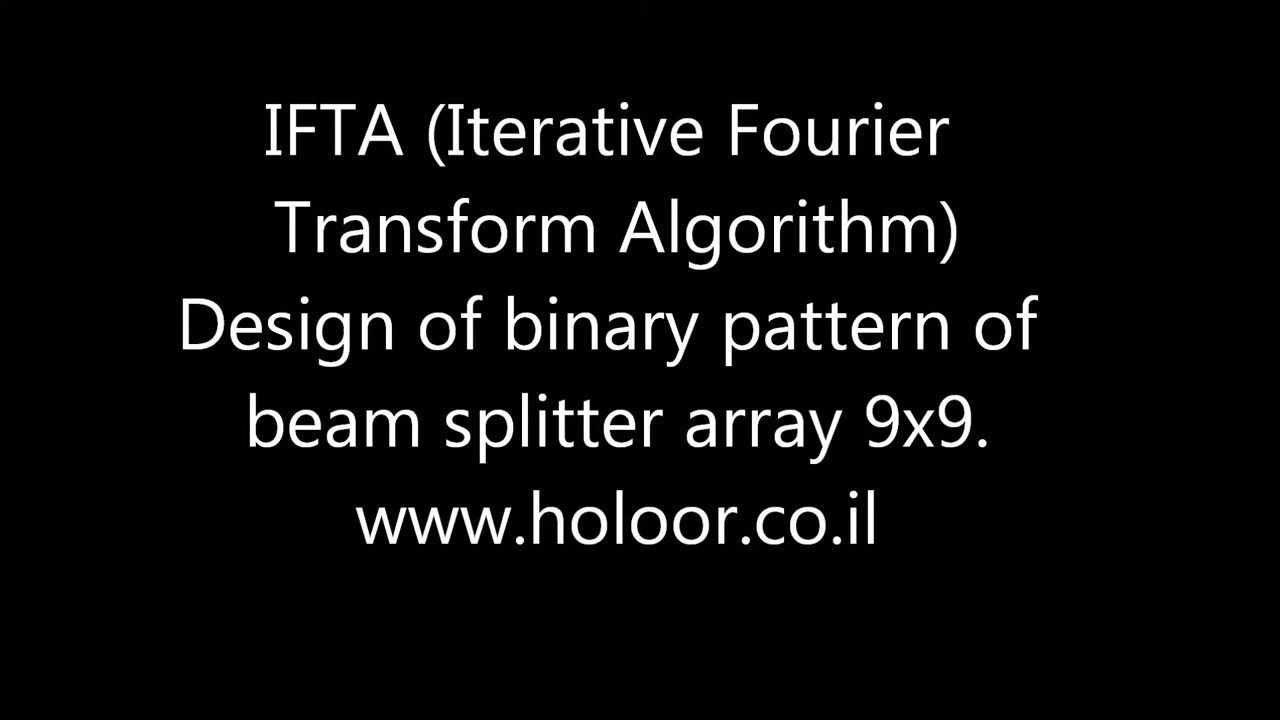 IFTA (Iterative Fourier
Transform Algorithm)
Design of binary pattern of
beam splitter array 9x9.
www.holoor.co.il